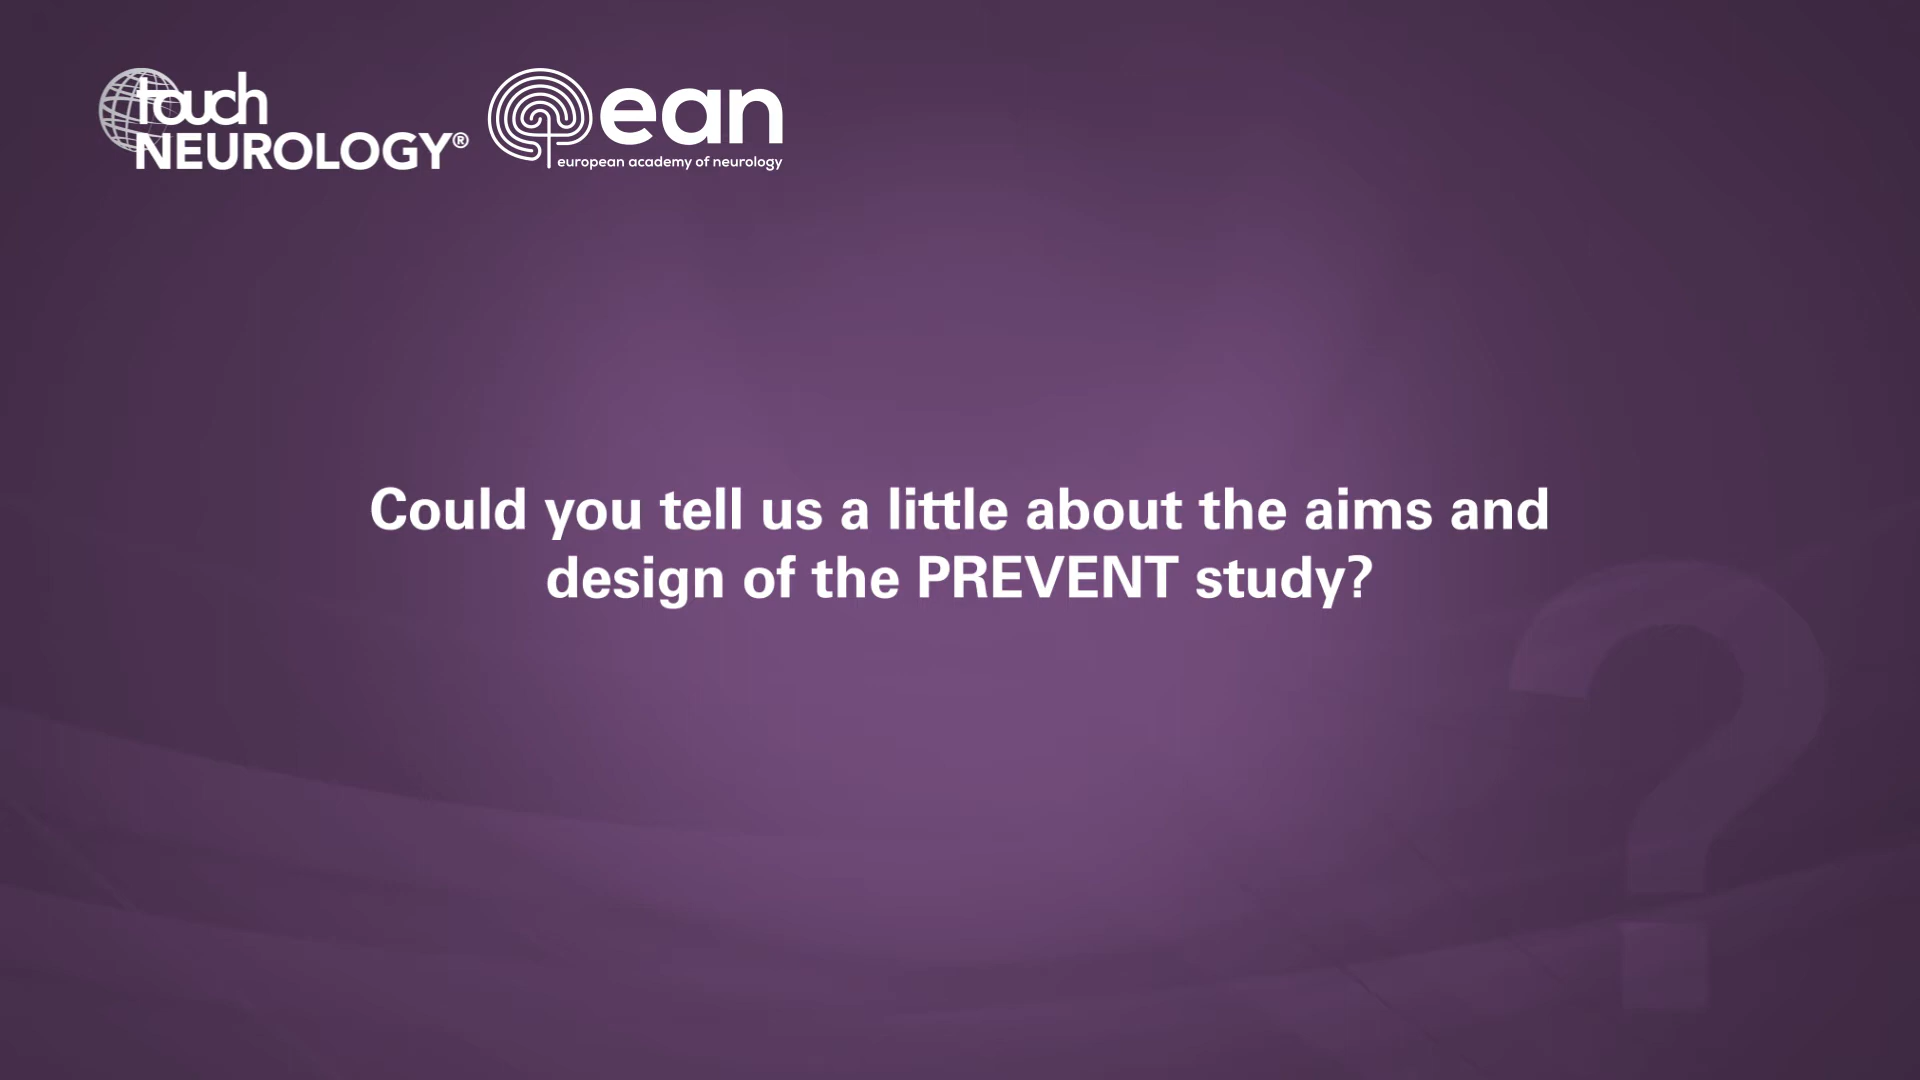 touch
NEUROLOGY®
ean
european academy of neurology
Could you tell us a little about the aims and
design of the PREVENT study?
?